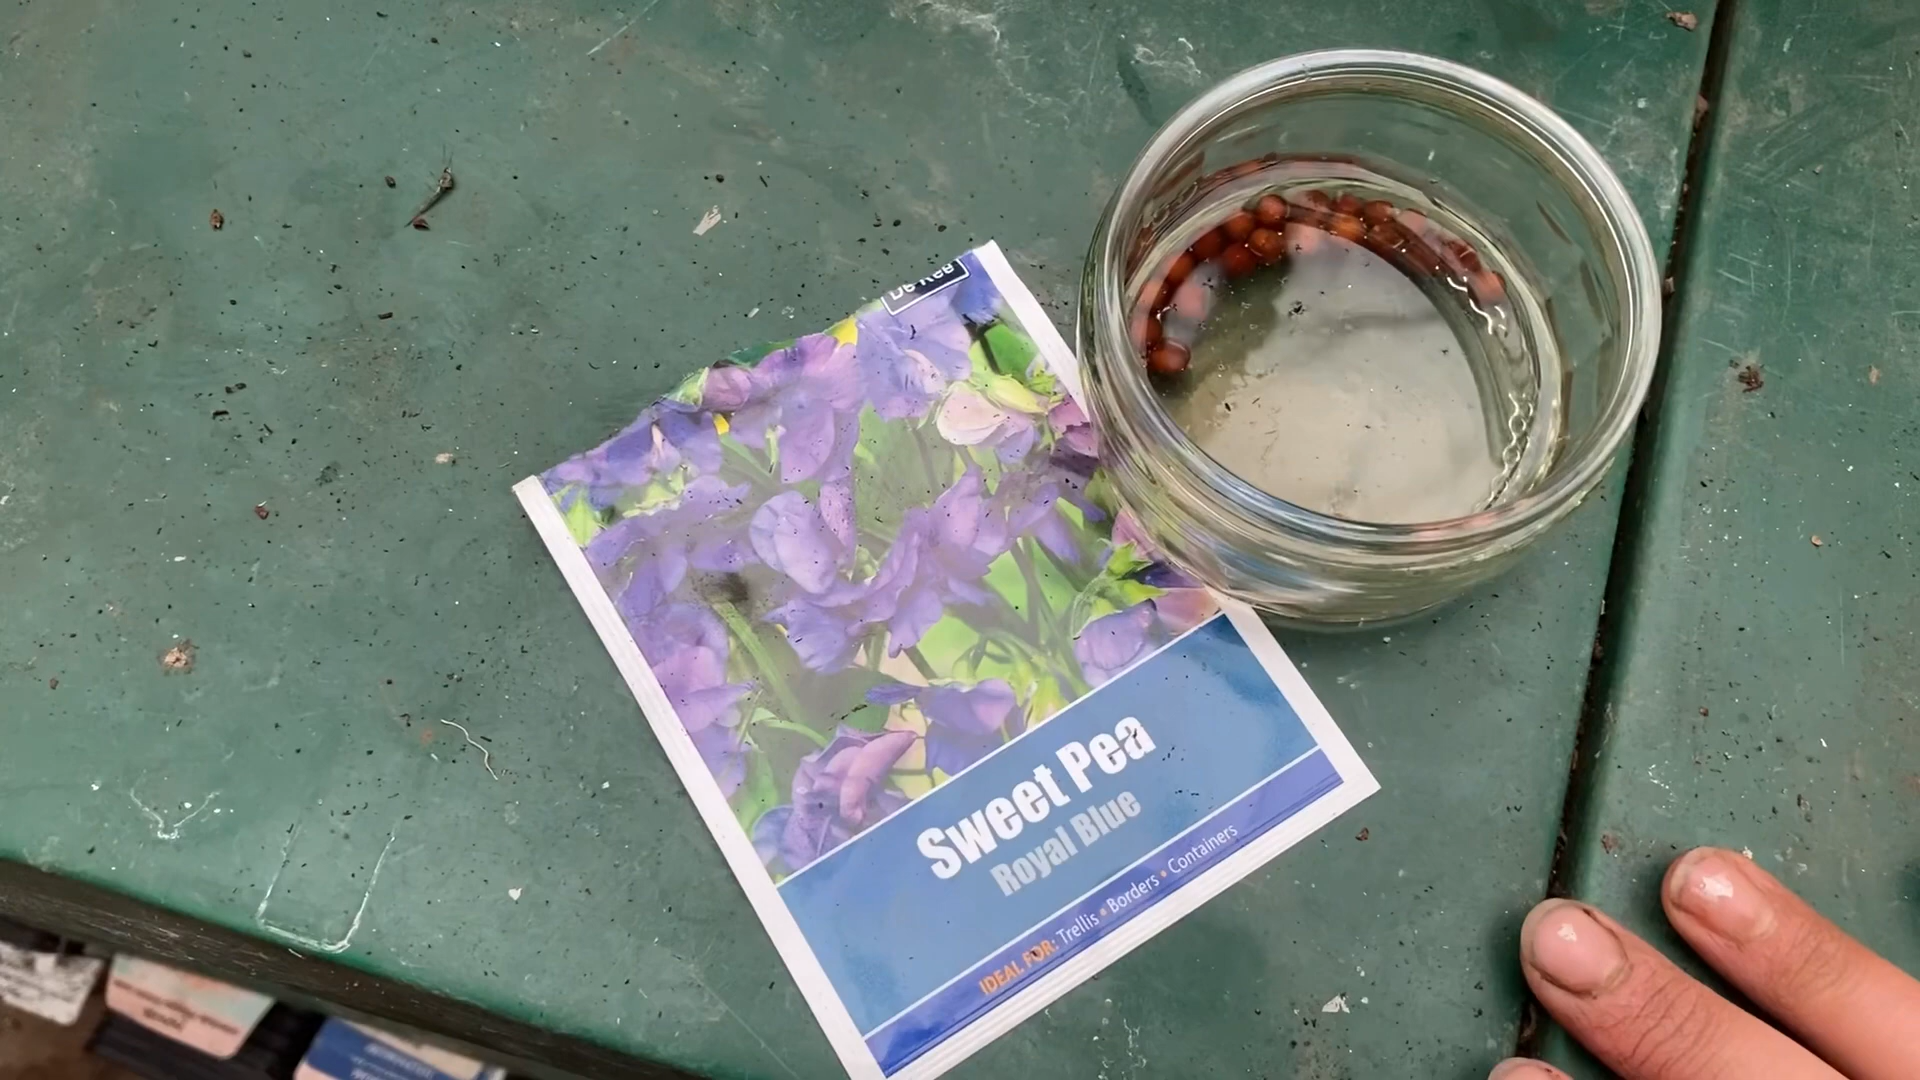 Sweet Pea
Royal Blue
IDEAL FOR: Trellis • Borders • Containers